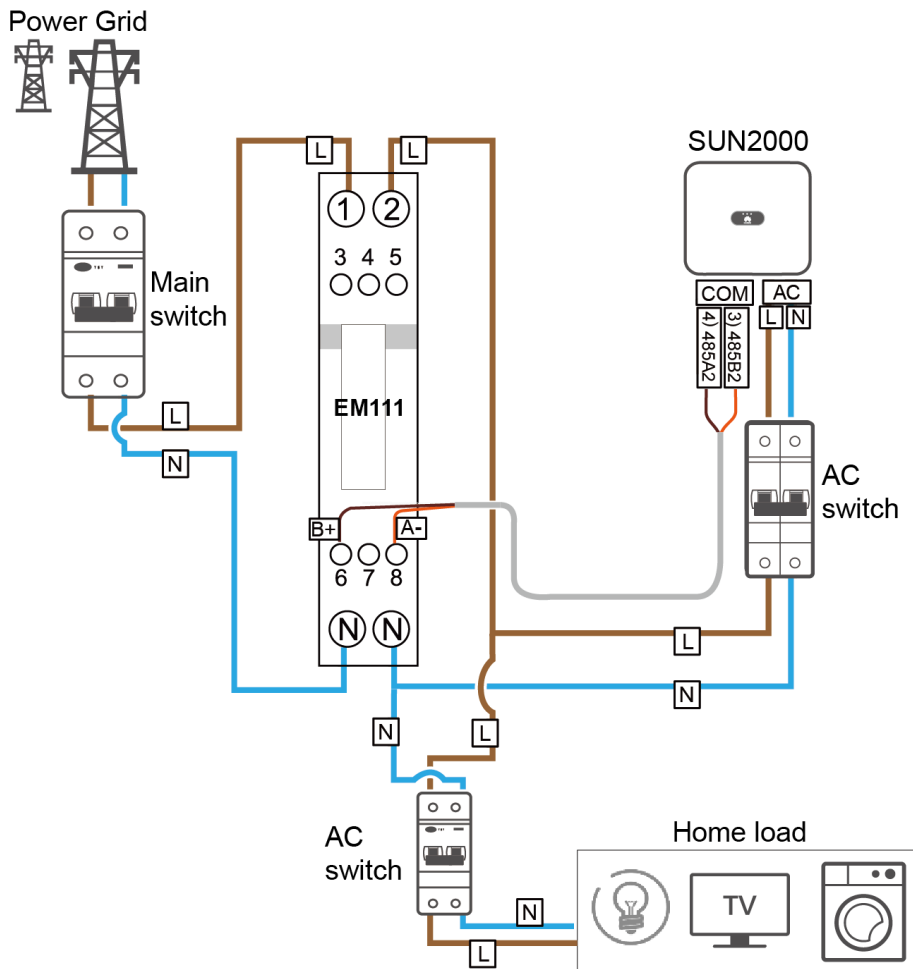 Power Grid
SUN2000
L
L
1
2
3 4 5
COM
AC
L
N
4) 485A2
3) 485B2
Main
switch
EM111
L
N
AC
switch
B+
A-
6 7 8
N
N
L
N
N
L
AC
switch
Home load
TV
N
L